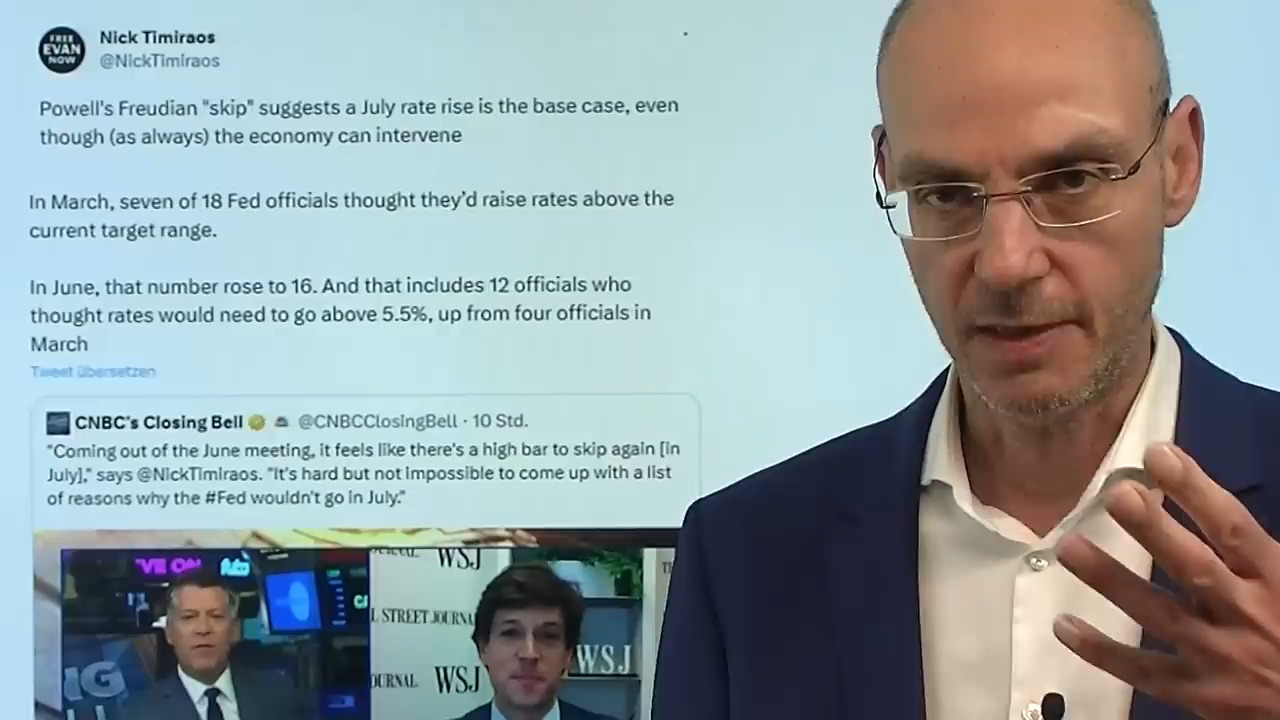 FREE
EVAN
NOW
Nick Timiraos
@NickTimiraos
Powell's Freudian "skip" suggests a July rate rise is the base case, even
though (as always) the economy can intervene
In March, seven of 18 Fed officials thought they'd raise rates above the
current target range.
In June, that number rose to 16. And that includes 12 officials who
thought rates would need to go above 5.5%, up from four officials in
March
Tweet übersetzen
CNBC's Closing Bell @CNBCClosingBell · 10 Std.
"Coming out of the June meeting, it feels like there's a high bar to skip again [in
July]," says @NickTimiraos. "It's hard but not impossible to come up with a list
of reasons why the #Fed wouldn't go in July."
WSJ
L STREET JOURNA
WSJ
OURNAL
WSJ
NG